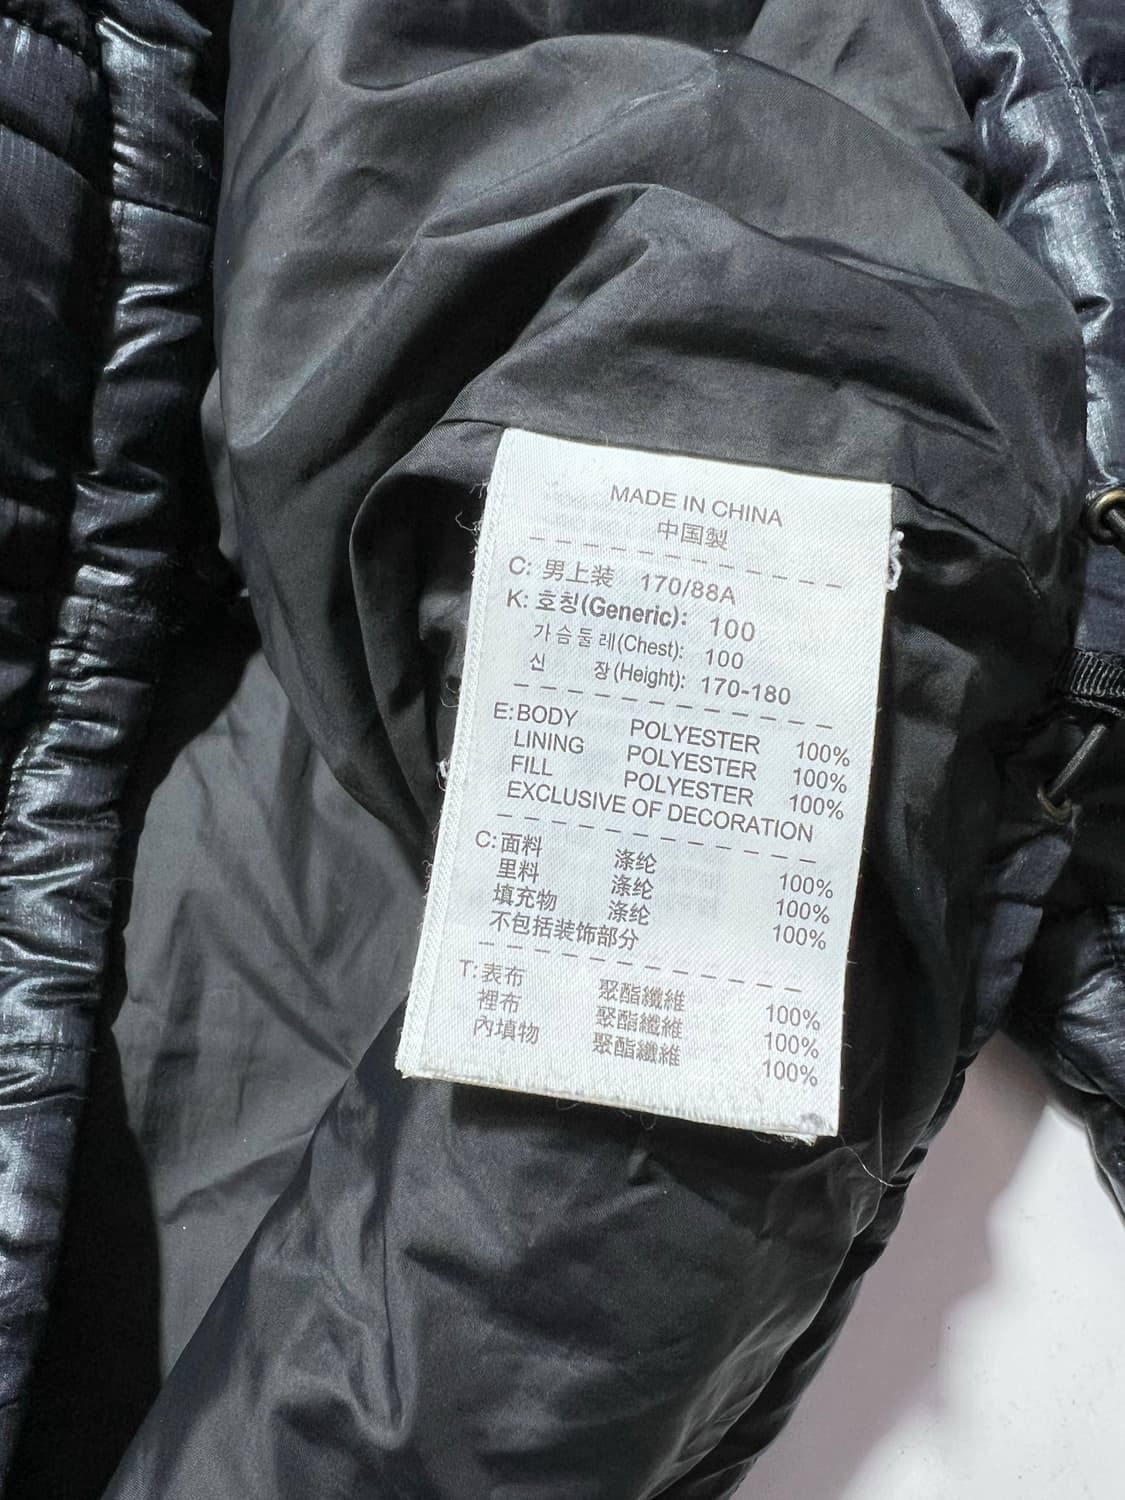 MADE IN CHINA
中国製
C: 男上装 170/88A
K: 호칭(Generic): 100
가슴둘레(Chest): 100
신 장(Height): 170-180
E: BODY POLYESTER 100%
LINING POLYESTER 100%
FILL POLYESTER 100%
EXCLUSIVE OF DECORATION
C: 面料 涤纶 100%
里料 涤纶 100%
填充物 涤纶 100%
不包括装饰部分
T: 表布 聚酯纖維 100%
裡布 聚酯纖維 100%
內填物 聚酯纖維 100%